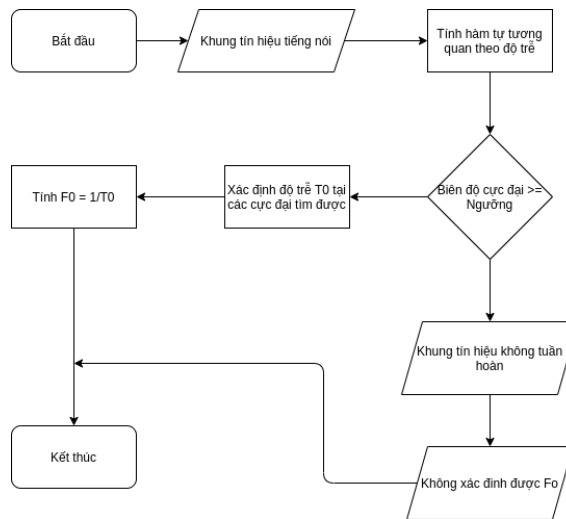 Bắt đầu
Khung tín hiệu tiếng nói
Tính hàm tự tương
quan theo độ trễ
Biên độ cực đại >=
Ngưỡng
Xác định độ trễ T0 tại
các cực đại tìm được
Tính F0 = 1/T0
Khung tín hiệu không tuần
hoàn
Không xác đinh được Fo
Kết thúc